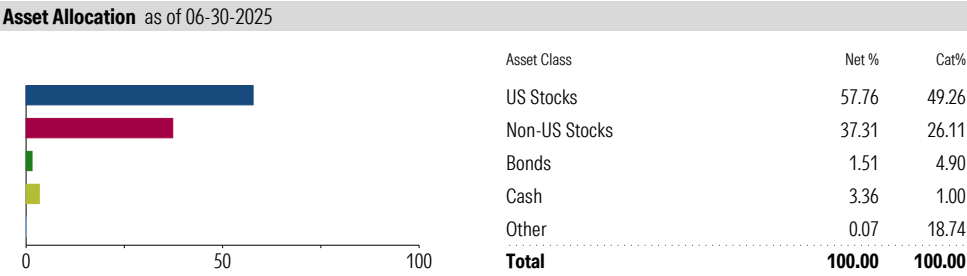 Asset Allocation as of 06-30-2025
Asset Class Net % Cat%
US Stocks 57.76 49.26
Non-US Stocks 37.31 26.11
Bonds 1.51 4.90
Cash 3.36 1.00
Other 0.07 18.74
Total 100.00 100.00
0 50 100